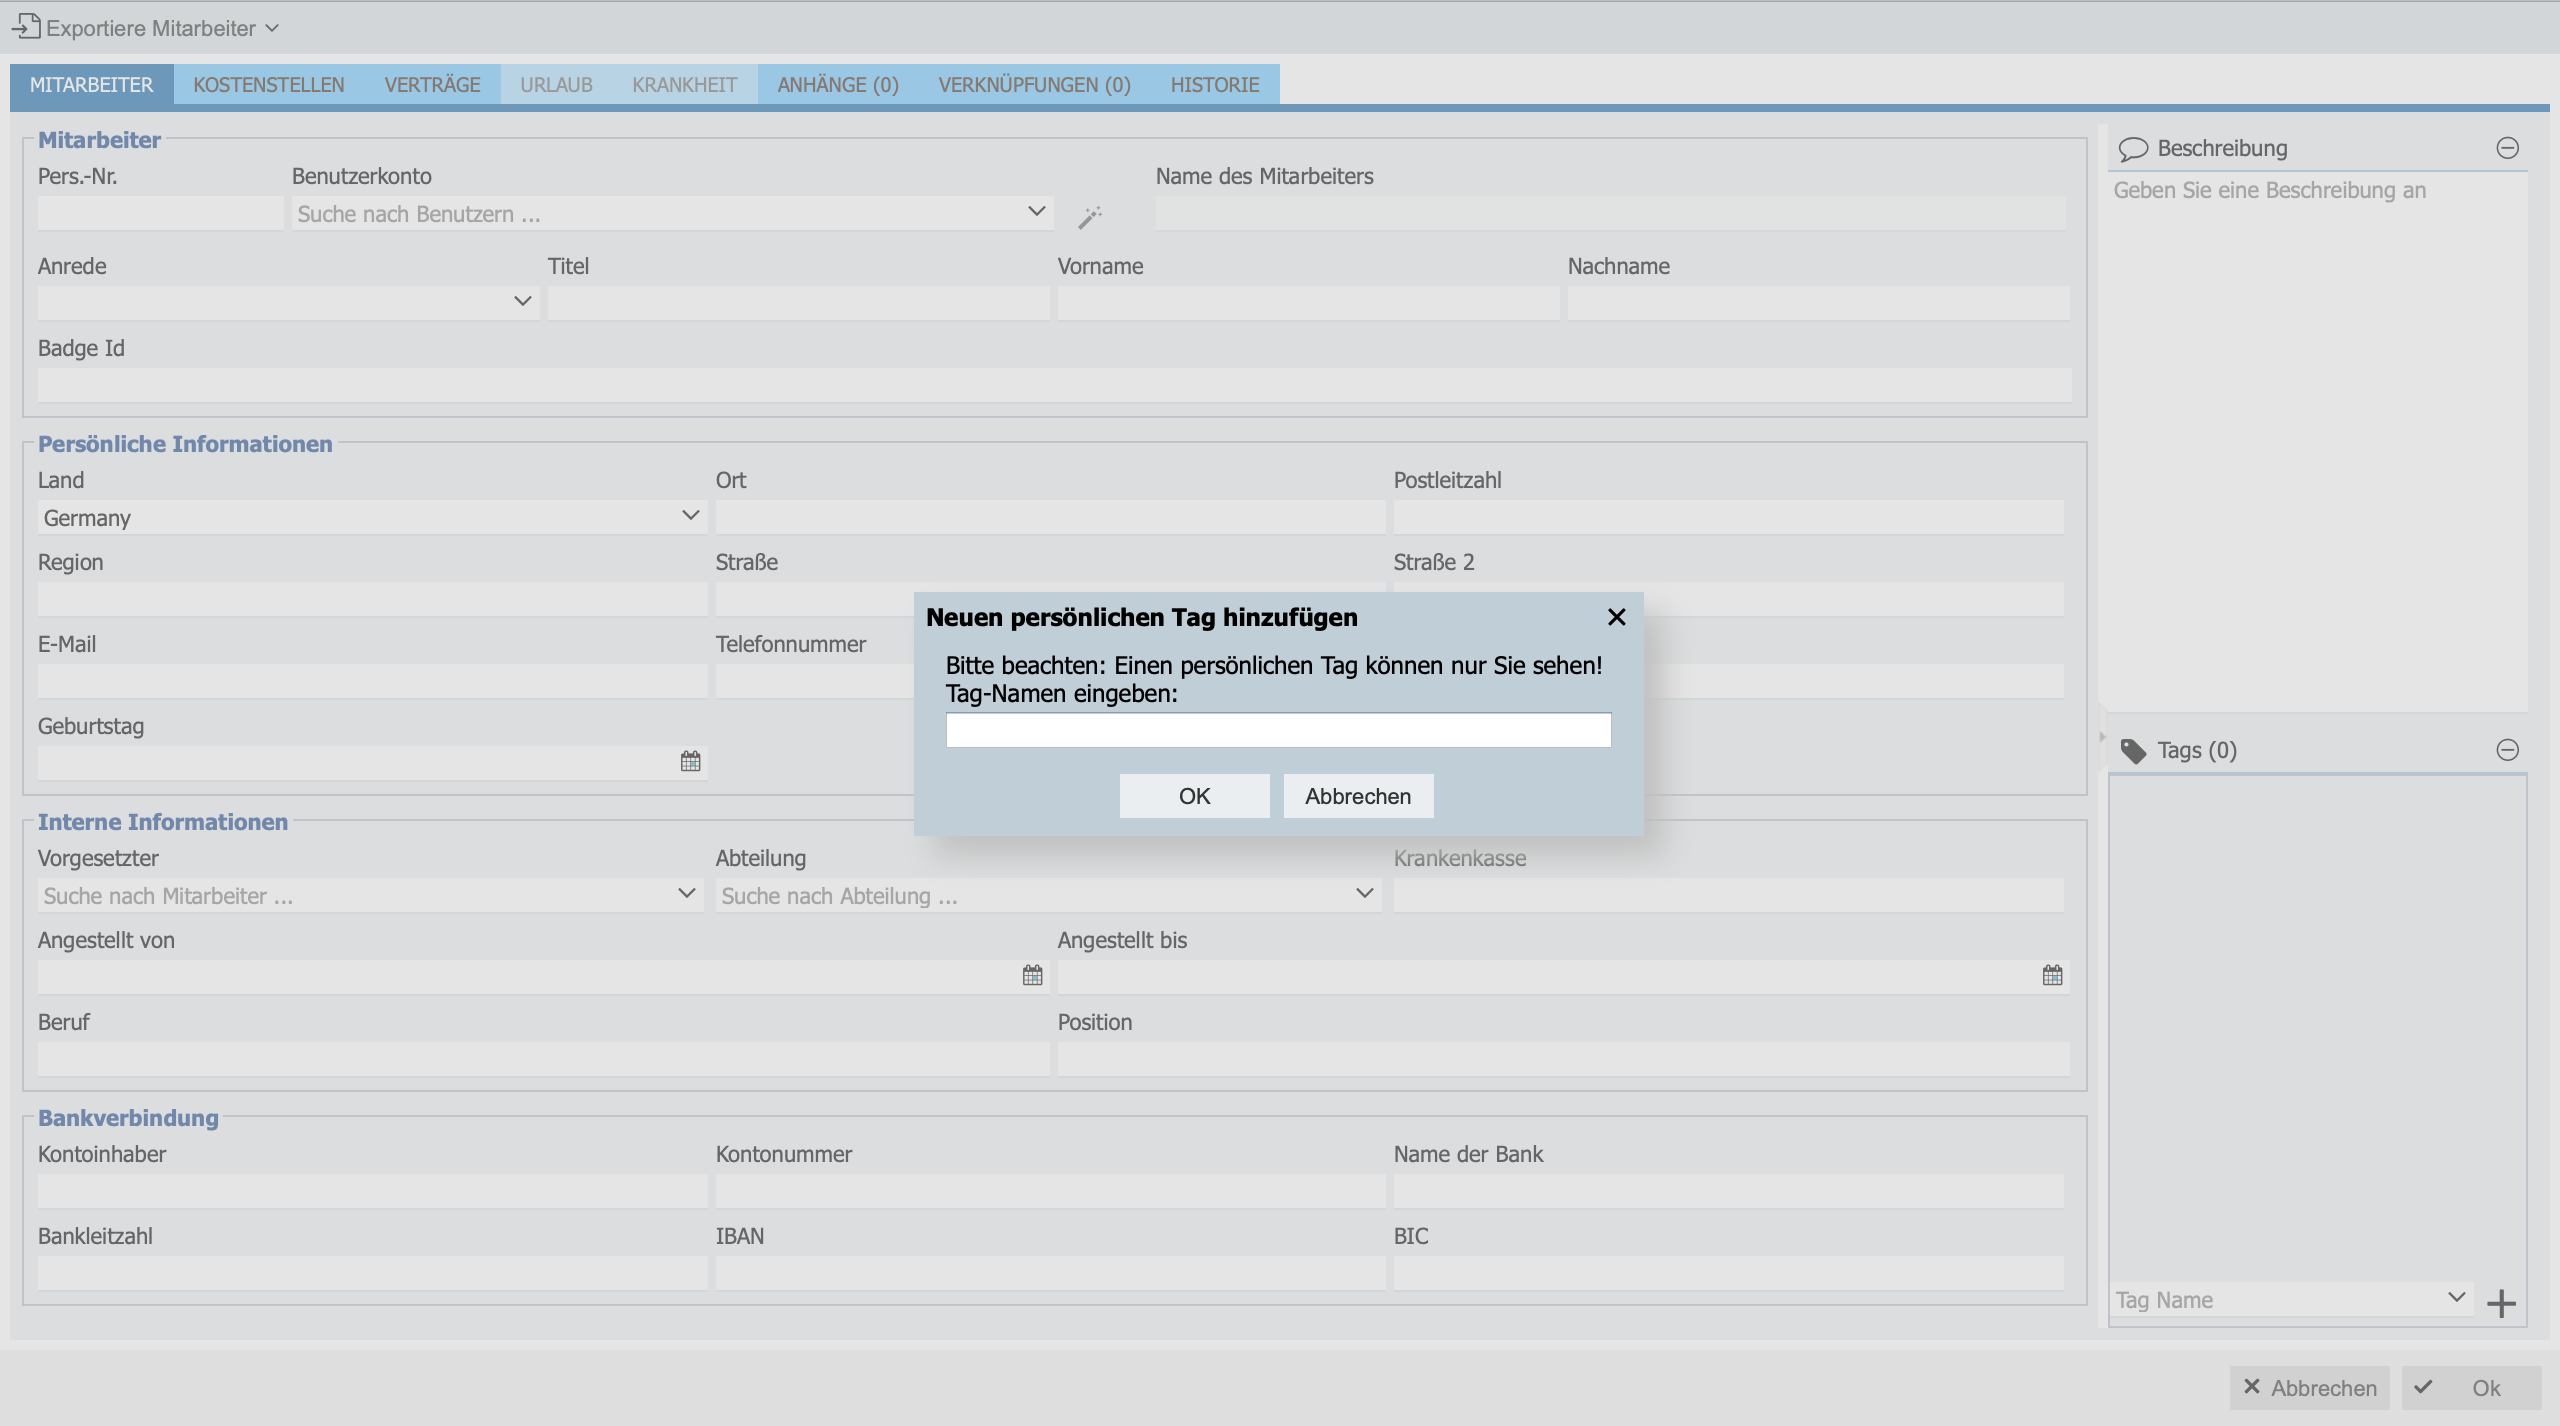 Exportiere Mitarbeiter
MITARBEITER KOSTENSTELLEN VERTRÄGE URLAUB KRANKHEIT ANHÄNGE (0) VERKNÜPFUNGEN (0) HISTORIE
Mitarbeiter
Pers.-Nr. Benutzerkonto Name des Mitarbeiters
Suche nach Benutzern ...
Anrede Titel Vorname Nachname
Badge Id
Persönliche Informationen
Land Ort Postleitzahl
Germany
Region Straße Straße 2
E-Mail Telefonnummer
Geburtstag
Interne Informationen
Vorgesetzter Abteilung Krankenkasse
Suche nach Mitarbeiter ... Suche nach Abteilung ...
Angestellt von Angestellt bis
Beruf Position
Bankverbindung
Kontoinhaber Kontonummer Name der Bank
Bankleitzahl IBAN BIC
Beschreibung
Geben Sie eine Beschreibung an
Tags (0)
Tag Name
Neuen persönlichen Tag hinzufügen
Bitte beachten: Einen persönlichen Tag können nur Sie sehen!
Tag-Namen eingeben:
OK Abbrechen
Abbrechen Ok